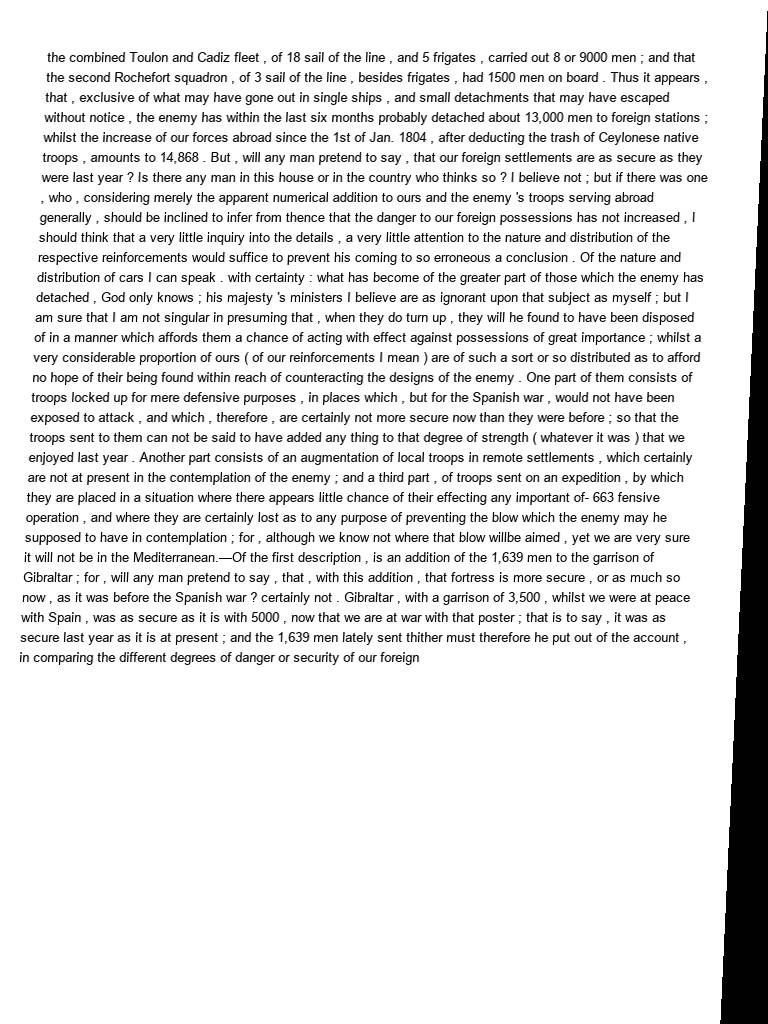 the combined Toulon and Cadiz fleet , of 18 sail of the line , and 5 frigates , carried out 8 or 9000 men ; and that
the second Rochefort squadron , of 3 sail of the line , besides frigates , had 1500 men on board . Thus it appears ,
that , exclusive of what may have gone out in single ships , and small detachments that may have escaped
without notice , the enemy has within the last six months probably detached about 13,000 men to foreign stations ;
whilst the increase of our forces abroad since the 1st of Jan. 1804 , after deducting the trash of Ceylonese native
troops , amounts to 14,868 . But , will any man pretend to say , that our foreign settlements are as secure as they
were last year ? Is there any man in this house or in the country who thinks so ? I believe not ; but if there was one
, who , considering merely the apparent numerical addition to ours and the enemy 's troops serving abroad
generally , should be inclined to infer from thence that the danger to our foreign possessions has not increased , I
should think that a very little inquiry into the details , a very little attention to the nature and distribution of the
respective reinforcements would suffice to prevent his coming to so erroneous a conclusion . Of the nature and
distribution of cars I can speak . with certainty : what has become of the greater part of those which the enemy has
detached , God only knows ; his majesty 's ministers I believe are as ignorant upon that subject as myself ; but I
am sure that I am not singular in presuming that , when they do turn up , they will he found to have been disposed
of in a manner which affords them a chance of acting with effect against possessions of great importance ; whilst a
very considerable proportion of ours ( of our reinforcements I mean ) are of such a sort or so distributed as to afford
no hope of their being found within reach of counteracting the designs of the enemy . One part of them consists of
troops locked up for mere defensive purposes , in places which , but for the Spanish war , would not have been
exposed to attack , and which , therefore , are certainly not more secure now than they were before ; so that the
troops sent to them can not be said to have added any thing to that degree of strength ( whatever it was ) that we
enjoyed last year . Another part consists of an augmentation of local troops in remote settlements , which certainly
are not at present in the contemplation of the enemy ; and a third part , of troops sent on an expedition , by which
they are placed in a situation where there appears little chance of their effecting any important of- 663 fensive
operation , and where they are certainly lost as to any purpose of preventing the blow which the enemy may he
supposed to have in contemplation ; for , although we know not where that blow willbe aimed , yet we are very sure
it will not be in the Mediterranean.—Of the first description , is an addition of the 1,639 men to the garrison of
Gibraltar ; for , will any man pretend to say , that , with this addition , that fortress is more secure , or as much so
now , as it was before the Spanish war ? certainly not . Gibraltar , with a garrison of 3,500 , whilst we were at peace
with Spain , was as secure as it is with 5000 , now that we are at war with that poster ; that is to say , it was as
secure last year as it is at present ; and the 1,639 men lately sent thither must therefore he put out of the account ,
in comparing the different degrees of danger or security of our foreign